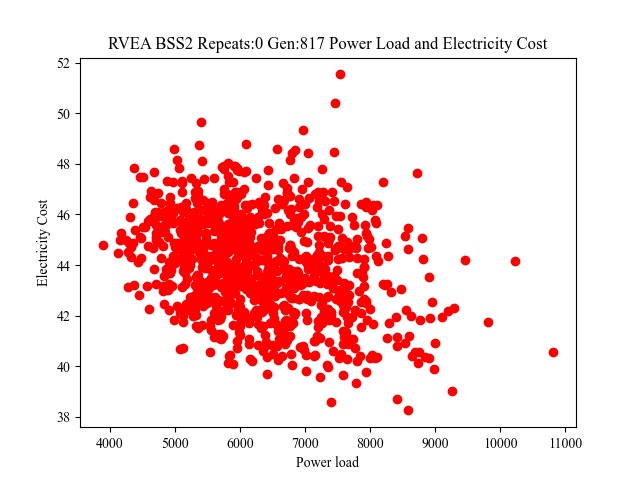 RVEA BSS2 Repeats:0 Gen:817 Power Load and Electricity Cost
52
50
48
46
44
42
40
38
Electricity Cost
4000 5000 6000 7000 8000 9000 10000 11000
Power load